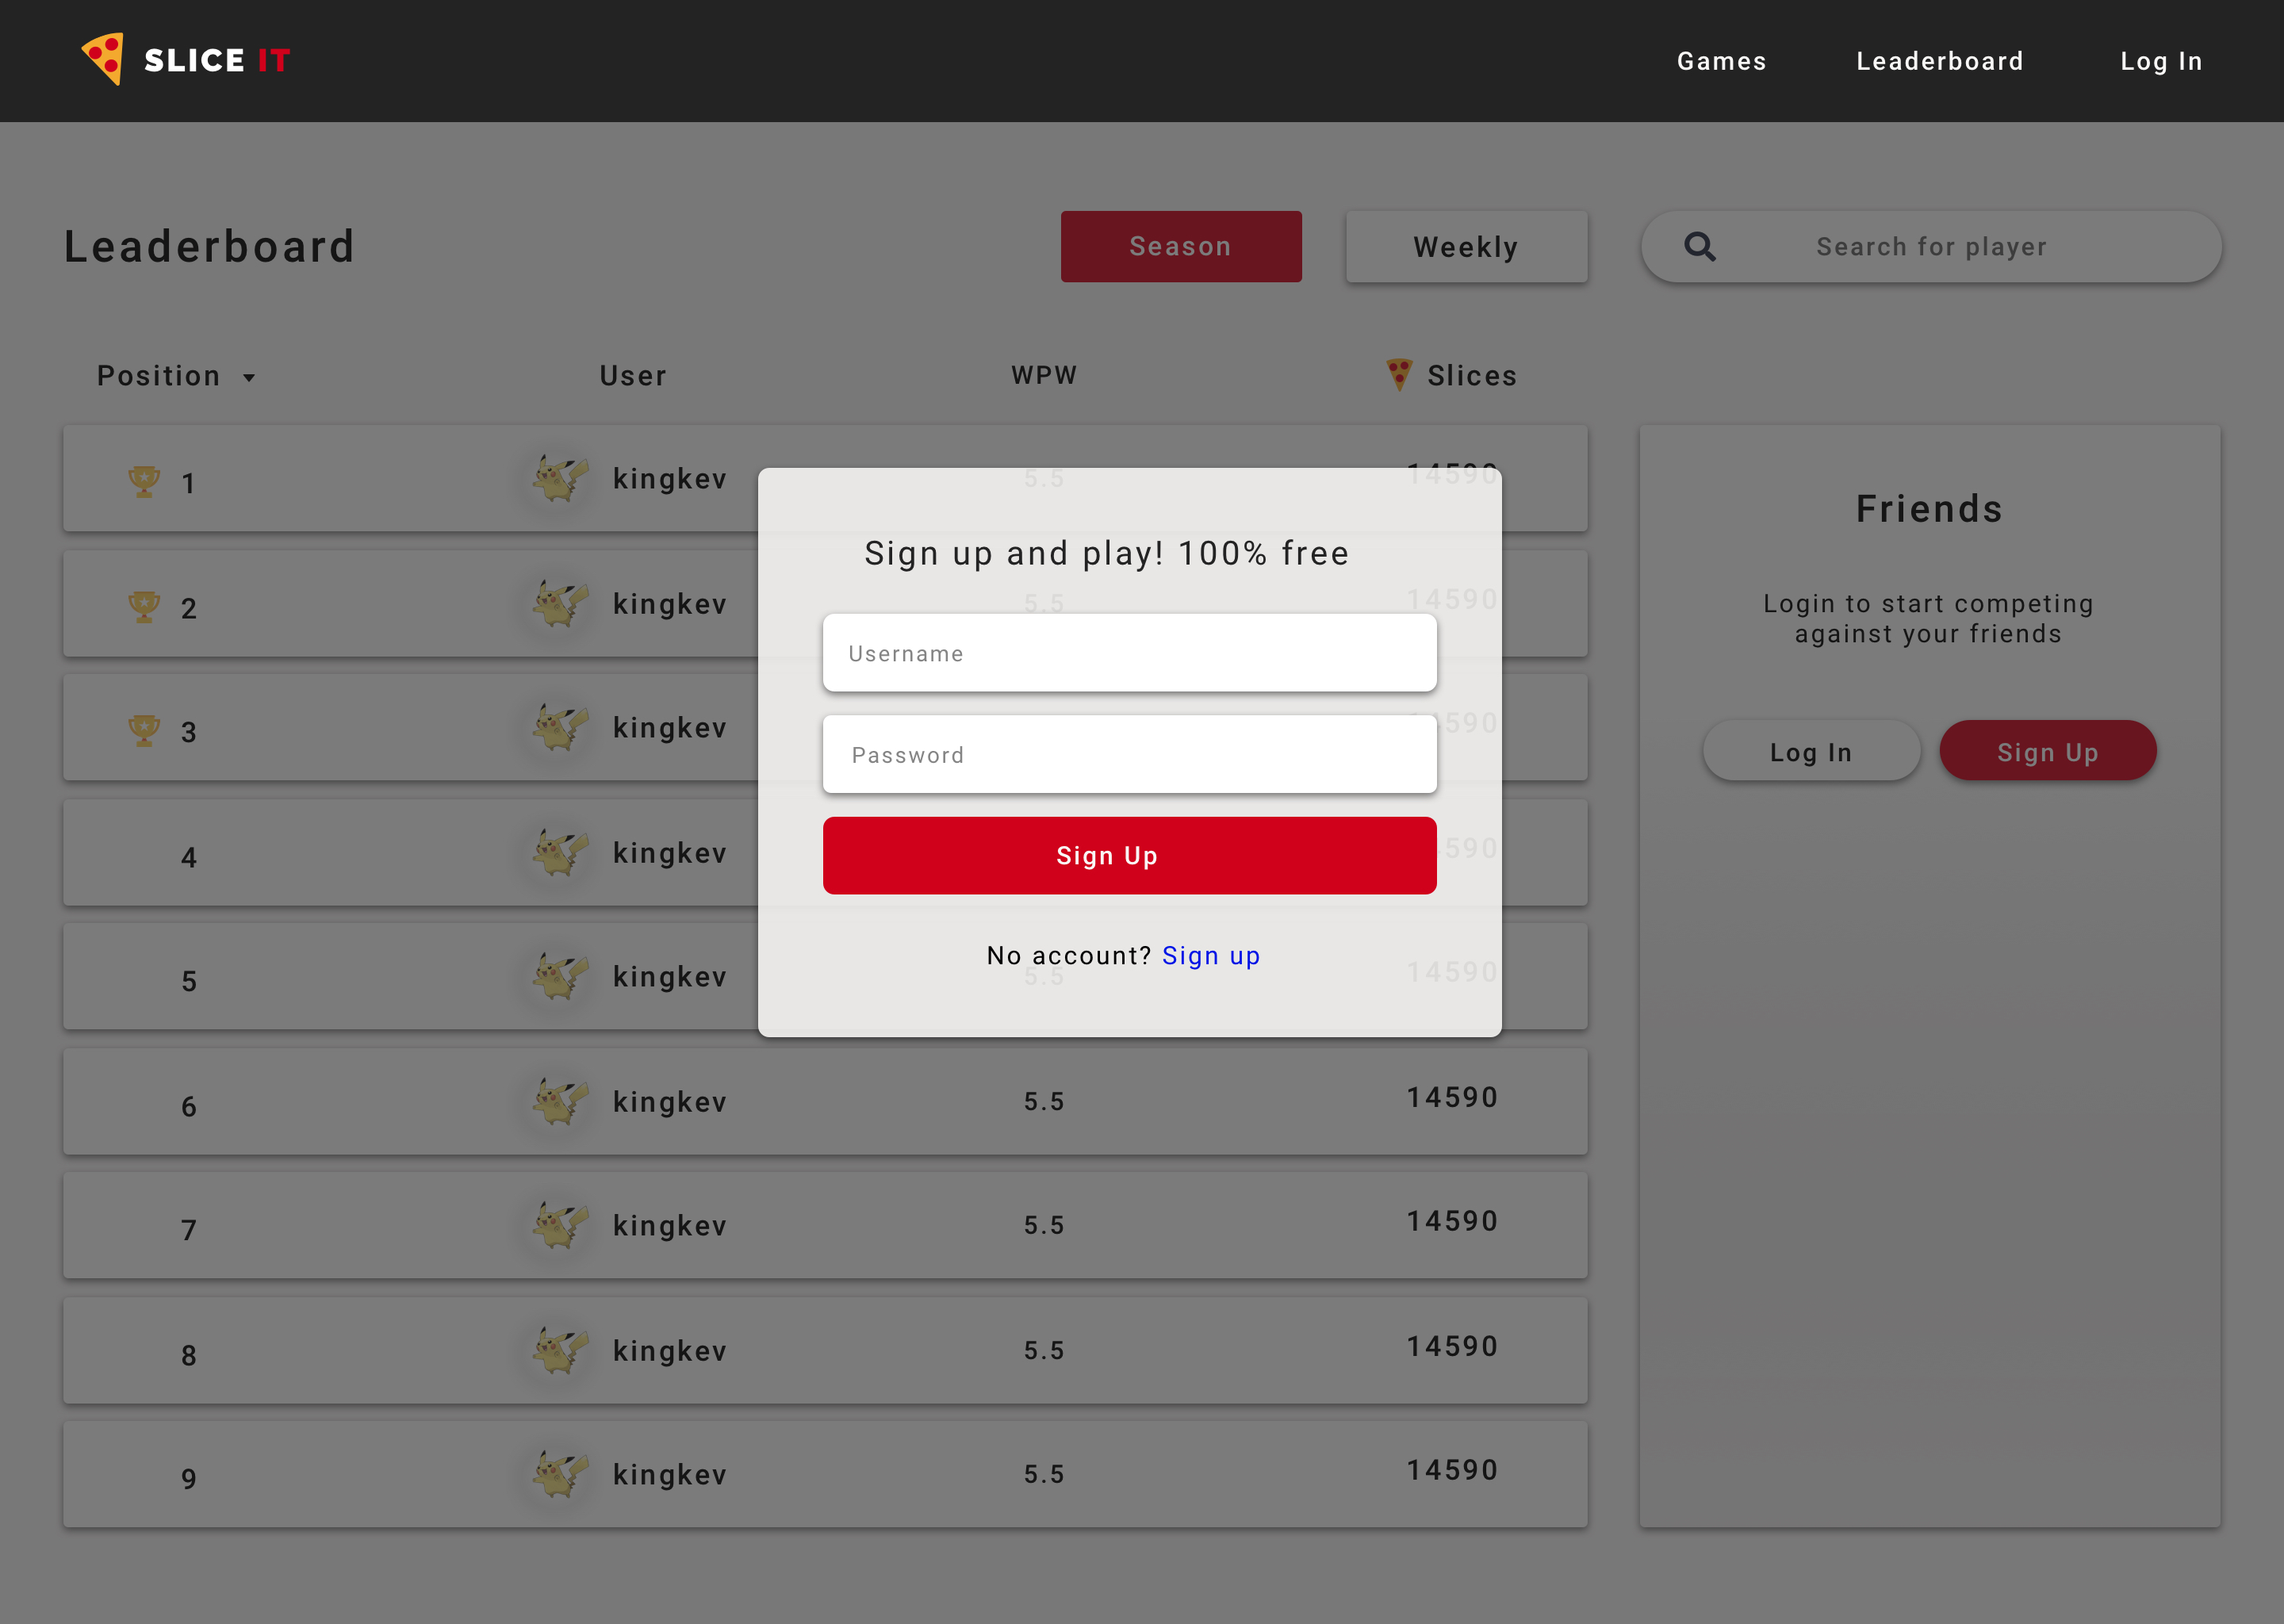 SLICE IT
Games Leaderboard Log In
Leaderboard
Season Weekly Search for player
Position User WPW Slices
1 kingkev 5.5 14590
2 kingkev 5.5 14590
3 kingkev 590
4 kingkev 590
5 kingkev 5.5 14590
6 kingkev 5.5 14590
7 kingkev 5.5 14590
8 kingkev 5.5 14590
9 kingkev 5.5 14590
Sign up and play! 100% free
Username
Password
Sign Up
No account? Sign up
Friends
Login to start competing
against your friends
Log In Sign Up